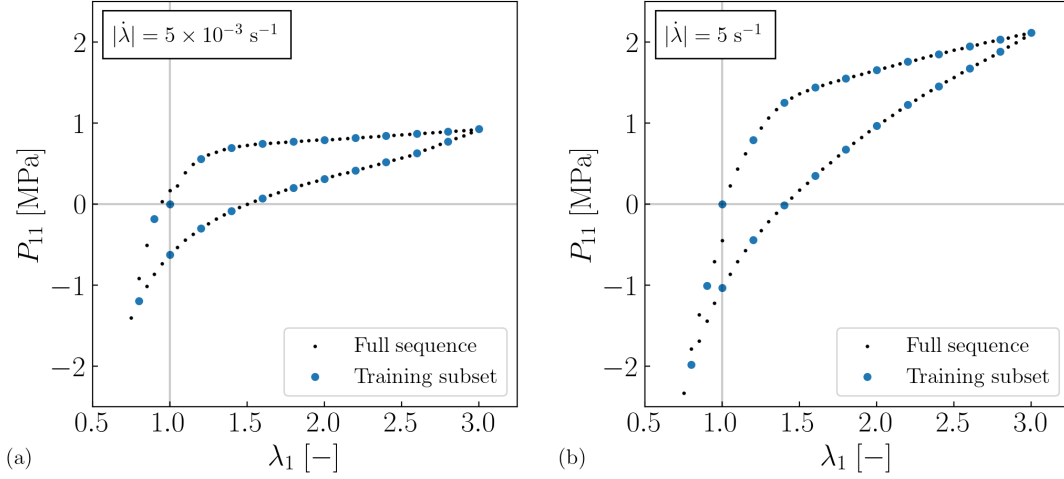 |λ̇| = 5 × 10⁻³ s⁻¹
2
1
0
−1
−2
P₁₁ [MPa]
Full sequence
Training subset
0.5 1.0 1.5 2.0 2.5 3.0
λ₁ [−]
(a)
|λ̇| = 5 s⁻¹
2
1
0
−1
−2
P₁₁ [MPa]
Full sequence
Training subset
0.5 1.0 1.5 2.0 2.5 3.0
λ₁ [−]
(b)